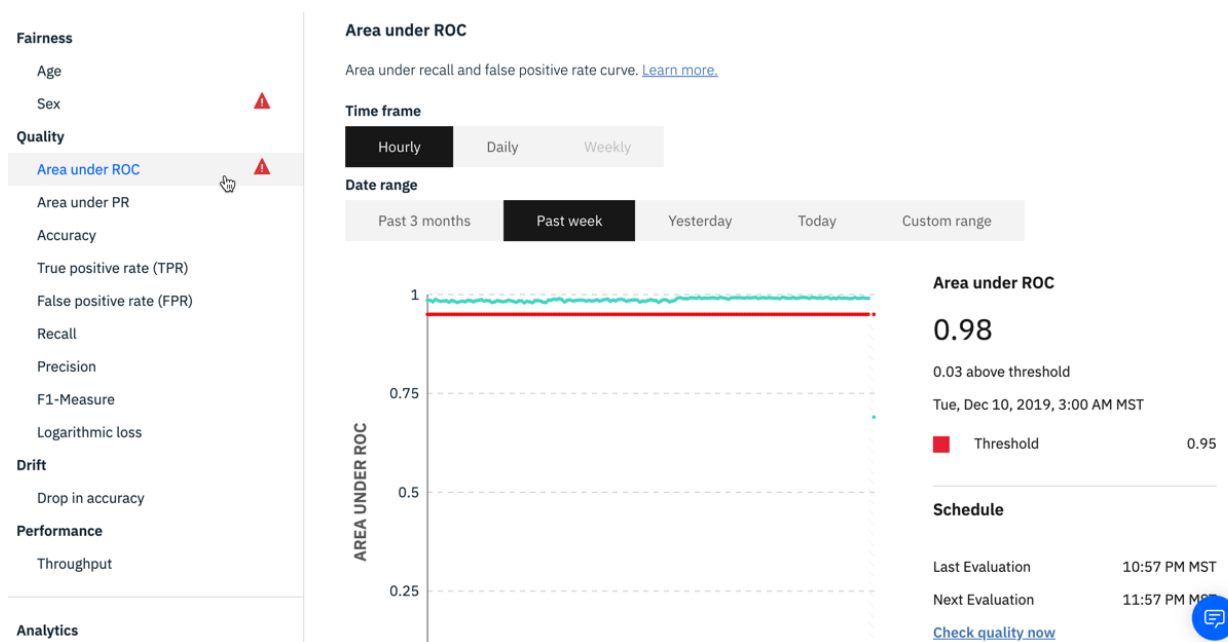 Fairness
Age
Sex
Quality
Area under ROC
Area under PR
Accuracy
True positive rate (TPR)
False positive rate (FPR)
Recall
Precision
F1-Measure
Logarithmic loss
Drift
Drop in accuracy
Performance
Throughput
Analytics
Area under ROC
Area under recall and false positive rate curve. Learn more.
Time frame
Hourly Daily Weekly
Date range
Past 3 months Past week Yesterday Today Custom range
AREA UNDER ROC
1
0.75
0.5
0.25
Area under ROC
0.98
0.03 above threshold
Tue, Dec 10, 2019, 3:00 AM MST
Threshold 0.95
Schedule
Last Evaluation 10:57 PM MST
Next Evaluation 11:57 PM MST
Check quality now